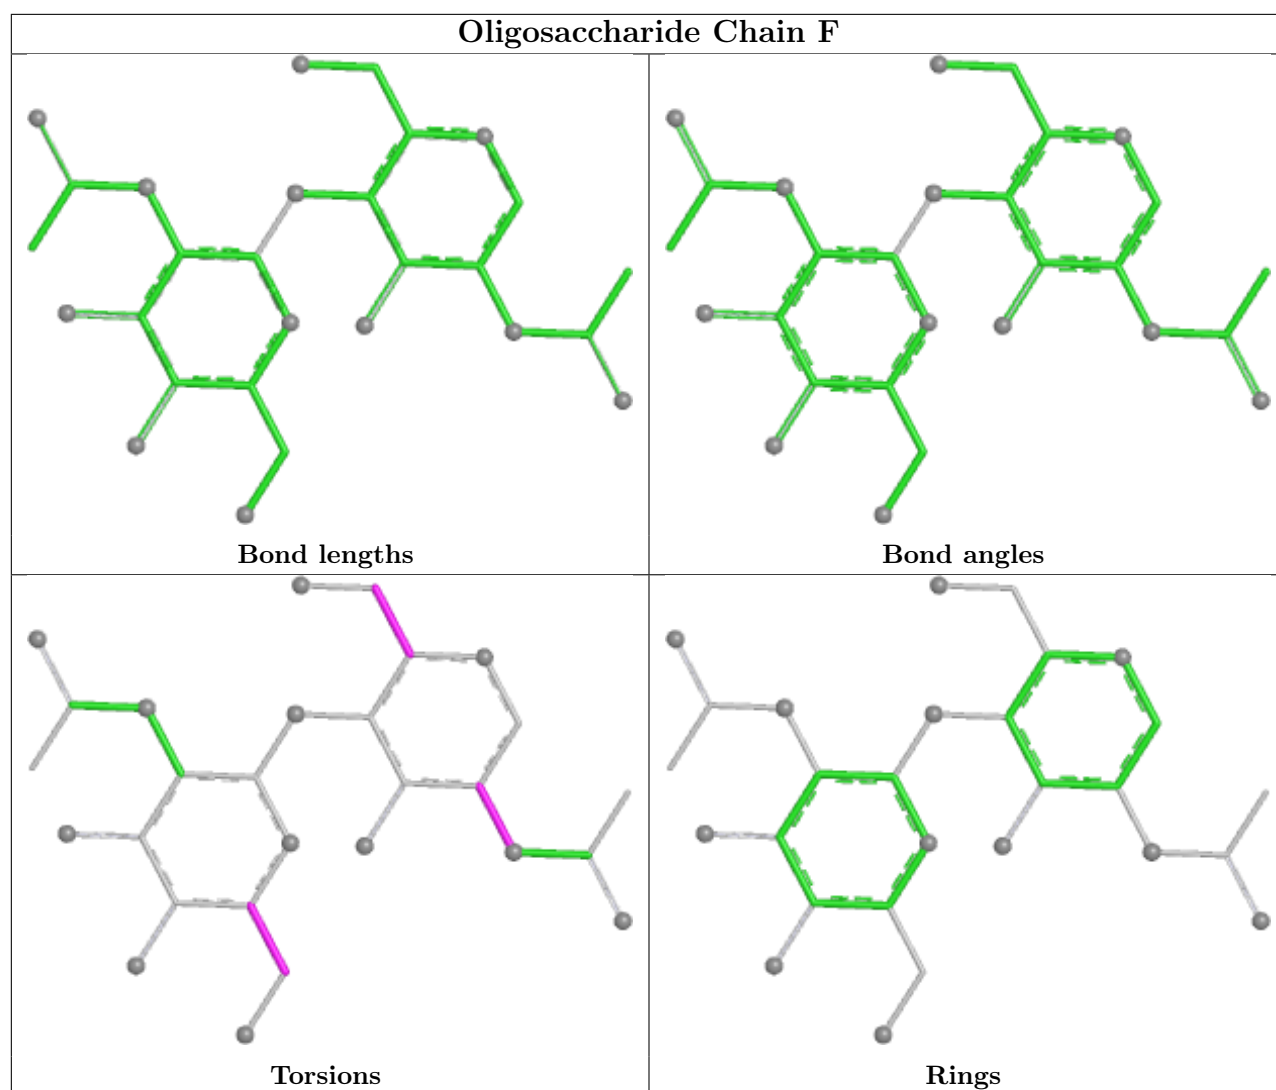 Oligosaccharide Chain F
Bond lengths
Bond angles
Torsions
Rings